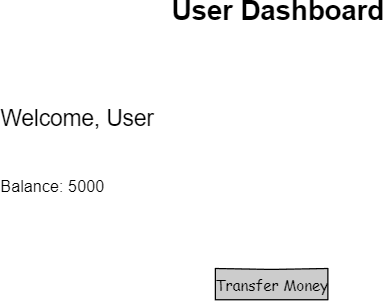 User Dashboard
Welcome, User
Balance: 5000
Transfer Money